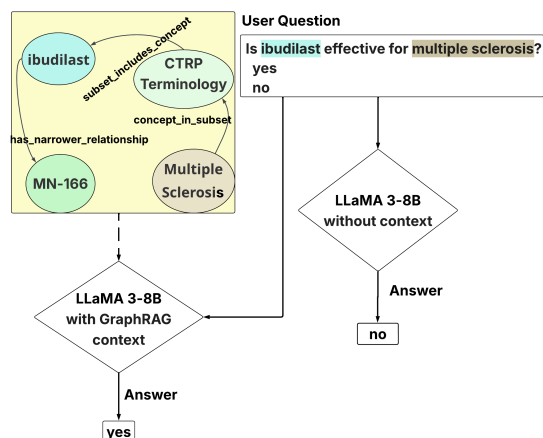 User Question
Is ibudilast effective for multiple sclerosis?
yes
no
ibudilast
subset_includes_concept
CTRP
Terminology
concept_in_subset
has_narrower_relationship
MN-166
Multiple
Sclerosis
LLaMA 3-8B
without context
LLaMA 3-8B
with GraphRAG
context
Answer
no
Answer
yes